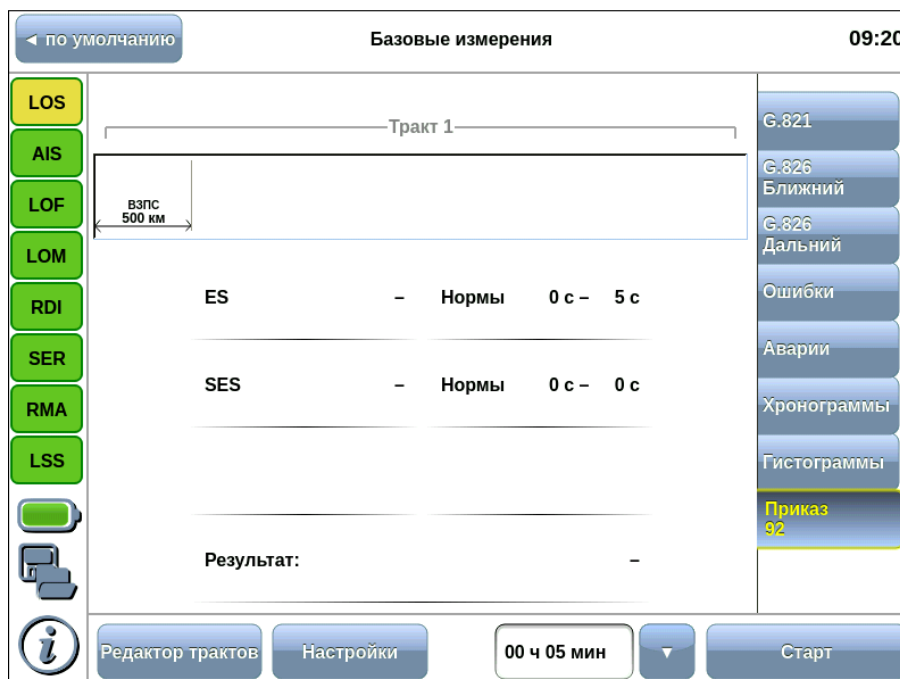 ◄ по умолчанию
Базовые измерения
09:20
LOS
AIS
LOF
LOM
RDI
SER
RMA
LSS
Тракт 1
ВЗПС
500 км
ES – Нормы 0 с – 5 с
SES – Нормы 0 с – 0 с
Результат: –
G.821
G.826
Ближний
G.826
Дальний
Ошибки
Аварии
Хронограммы
Гистограммы
Приказ
92
i
Редактор трактов
Настройки
00 ч 05 мин
▼
Старт